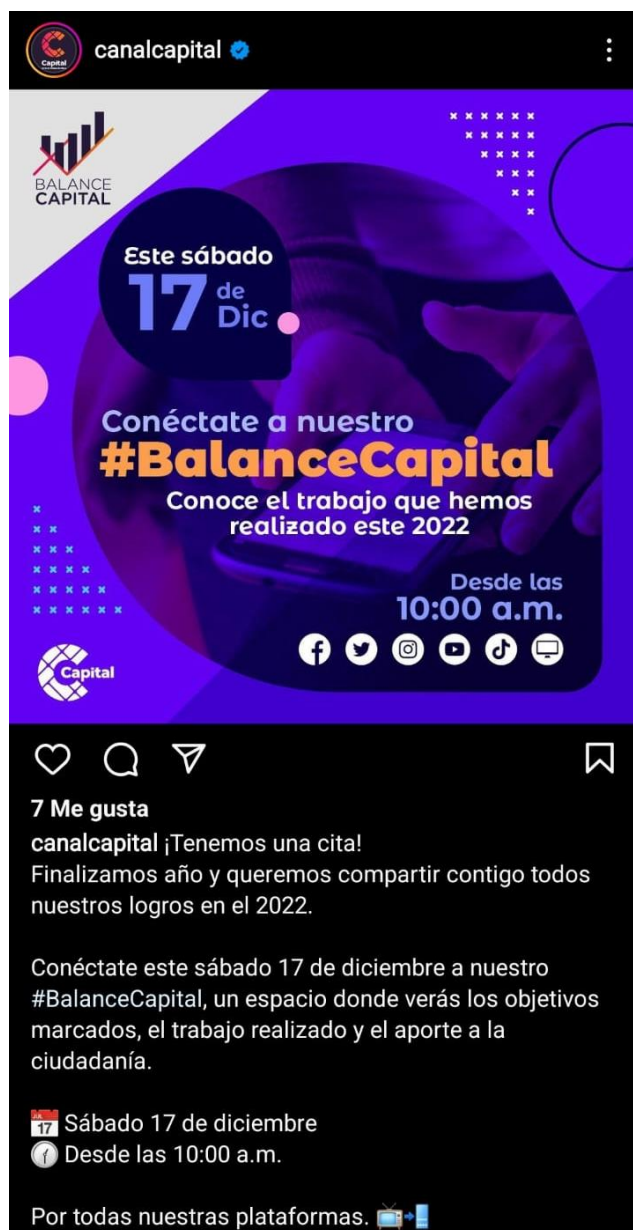 canalcapital
Capital
BALANCE
CAPITAL
Este sábado
17 de
Dic
Conéctate a nuestro
#BalanceCapital
Conoce el trabajo que hemos
realizado este 2022
Desde las
10:00 a.m.
Capital
7 Me gusta
canalcapital ¡Tenemos una cita!
Finalizamos año y queremos compartir contigo todos
nuestros logros en el 2022.
Conéctate este sábado 17 de diciembre a nuestro
#BalanceCapital, un espacio donde verás los objetivos
marcados, el trabajo realizado y el aporte a la
ciudadanía.
📅 Sábado 17 de diciembre
🕜 Desde las 10:00 a.m.
Por todas nuestras plataformas. 📺📲